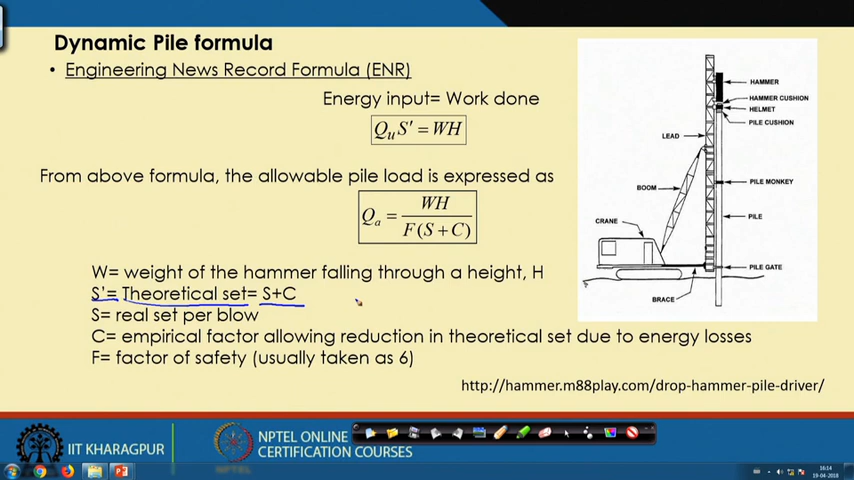 Dynamic Pile formula
• Engineering News Record Formula (ENR)
Energy input= Work done
QuS' = WH
From above formula, the allowable pile load is expressed as
Qa = WH / F(S + C)
W= weight of the hammer falling through a height, H
S'= Theoretical set= S+C
S= real set per blow
C= empirical factor allowing reduction in theoretical set due to energy losses
F= factor of safety (usually taken as 6)
HAMMER
HAMMER CUSHION
HELMET
PILE CUSHION
LEAD
BOOM
PILE MONKEY
CRANE
PILE
PILE GATE
BRACE
http://hammer.m88play.com/drop-hammer-pile-driver/
IIT KHARAGPUR
NPTEL ONLINE
CERTIFICATION COURSES
16:14
19-04-2018